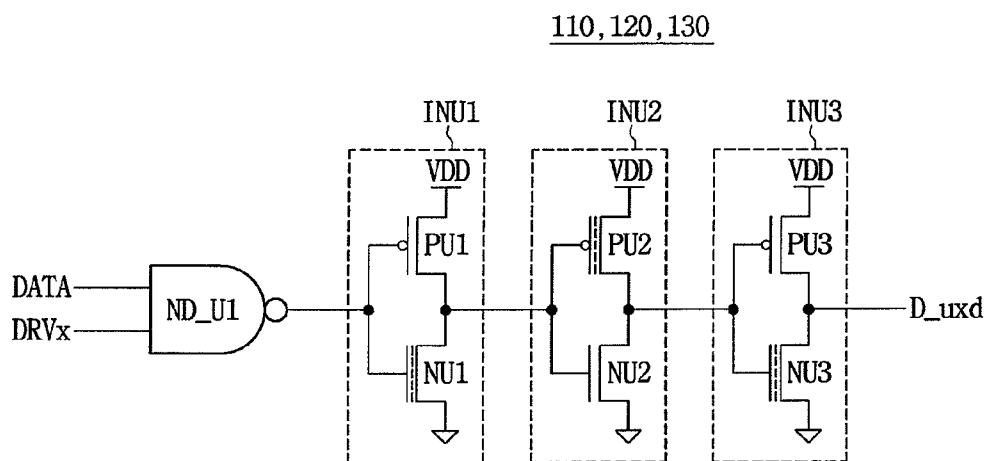 110,120,130
INU1 INU2 INU3
VDD VDD VDD
PU1 PU2 PU3
DATA
ND_U1
DRVx
D_uxd
NU1 NU2 NU3